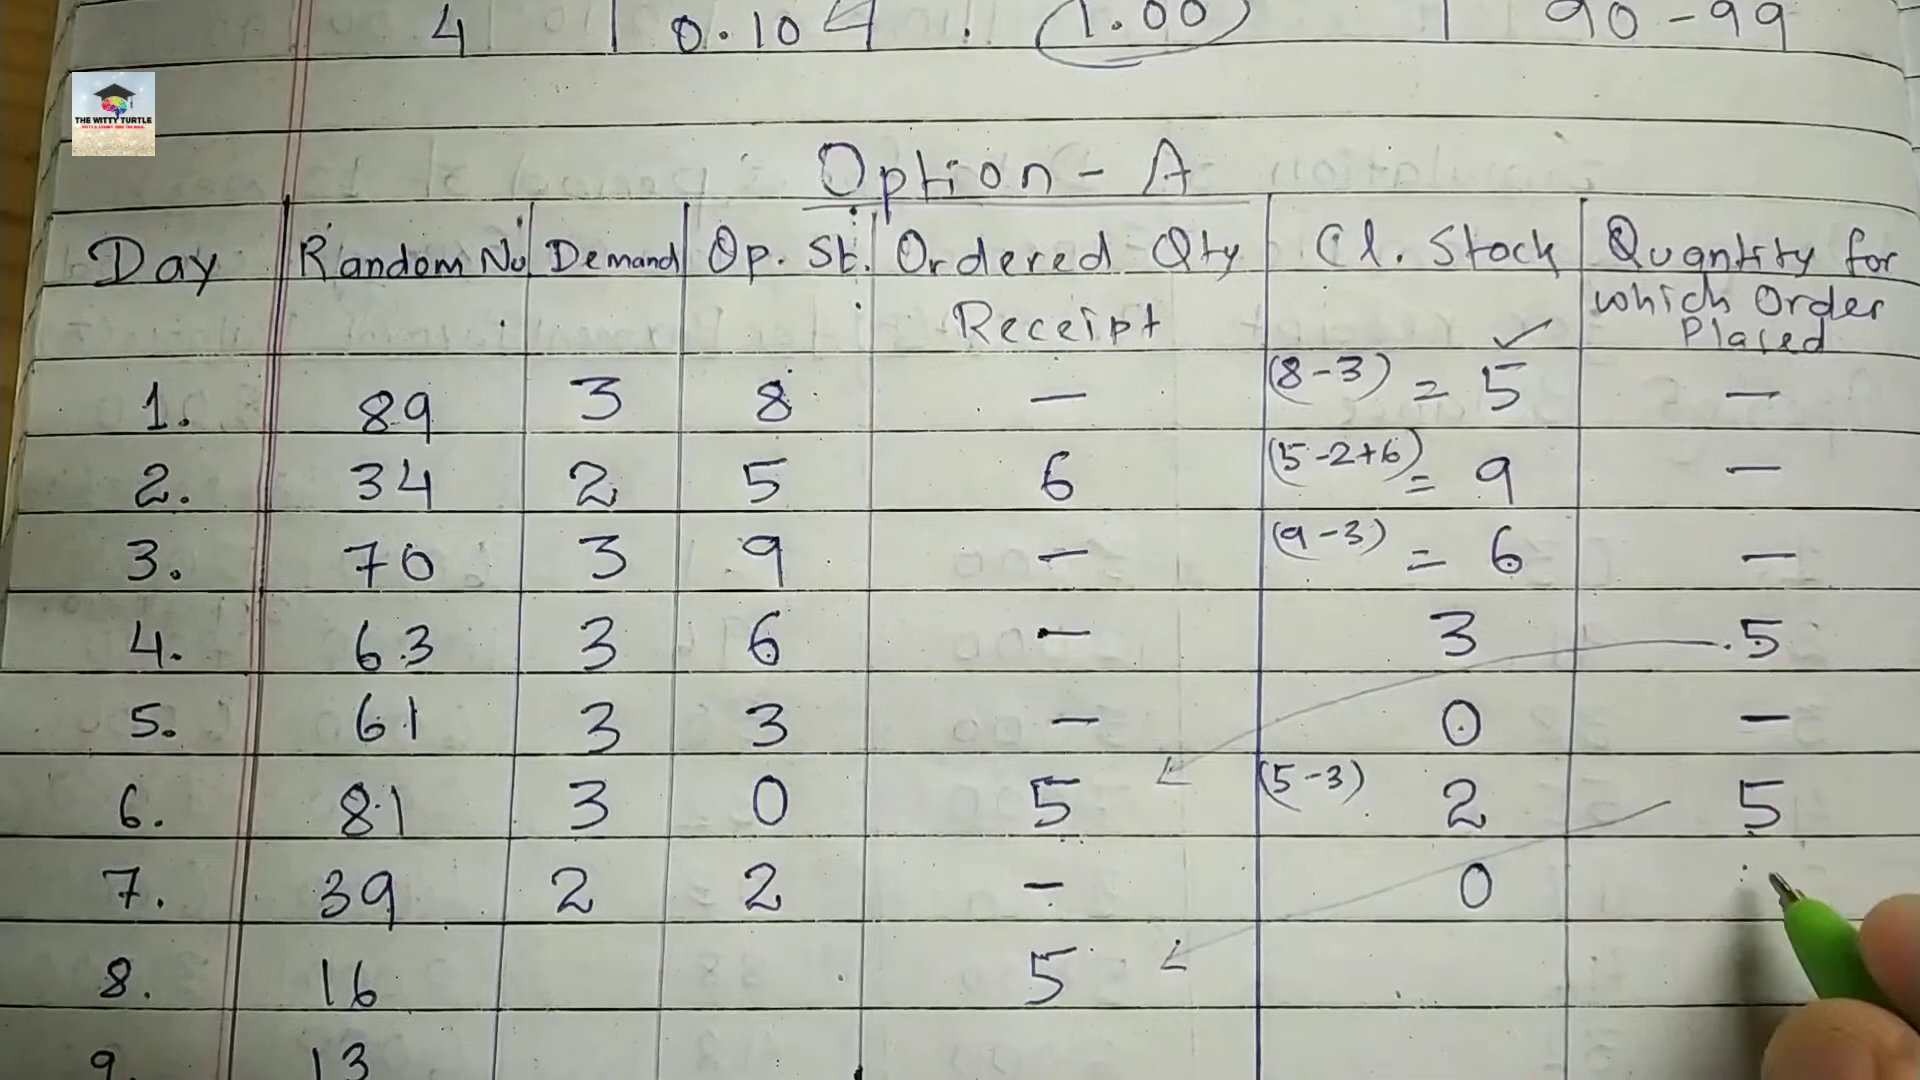 4 0.10 1.00 90-99
THE WITTY TURTLE
Option - A
Day Random No Demand Op. St. Ordered Qty Cl. Stock Quantity for
Receipt which Order
Placed
1. 89 3 8 — (8-3) = 5 —
2. 34 2 5 6 (5-2+6) = 9 —
3. 70 3 9 — (9-3) = 6 —
4. 63 3 6 — 3 5
5. 61 3 3 — 0 —
6. 81 3 0 5 (5-3) 2 5
7. 39 2 2 — 0
8. 16 5
9. 13